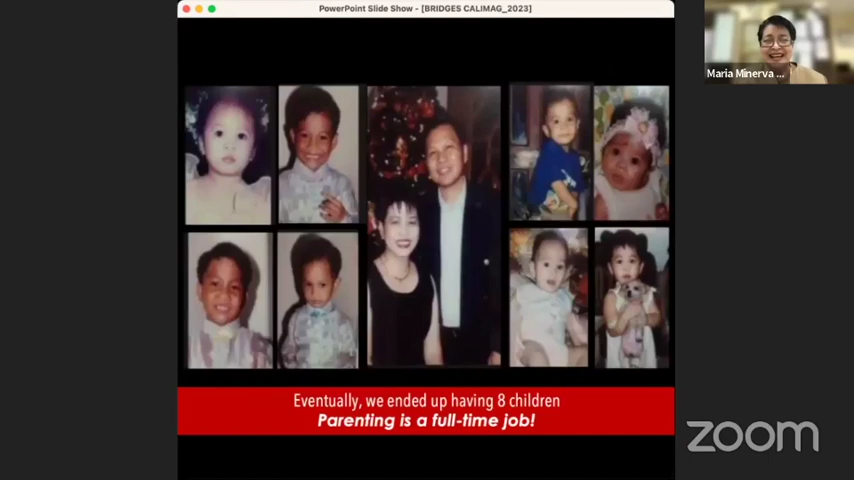 PowerPoint Slide Show - [BRIDGES CALIMAG_2023]
Maria Minerva ...
Eventually, we ended up having 8 children
Parenting is a full-time job!
zoom